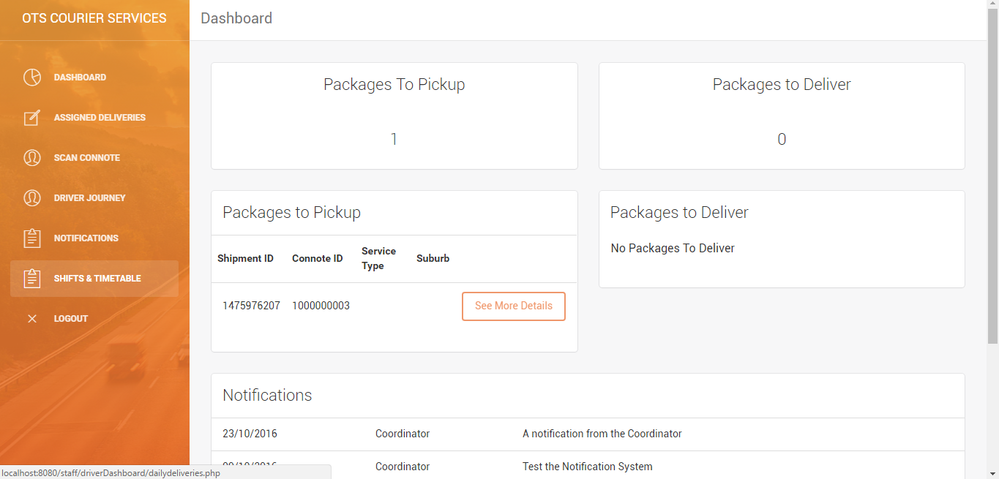 OTS COURIER SERVICES
Dashboard
DASHBOARD
ASSIGNED DELIVERIES
SCAN CONNOTE
DRIVER JOURNEY
NOTIFICATIONS
SHIFTS & TIMETABLE
LOGOUT
Packages To Pickup
1
Packages to Deliver
0
Packages to Pickup
Shipment ID Connote ID Service Type Suburb
1475976207 1000000003 See More Details
Packages to Deliver
No Packages To Deliver
Notifications
23/10/2016 Coordinator A notification from the Coordinator
Coordinator Test the Notification System
localhost:8080/staff/driverDashboard/dailydeliveries.php